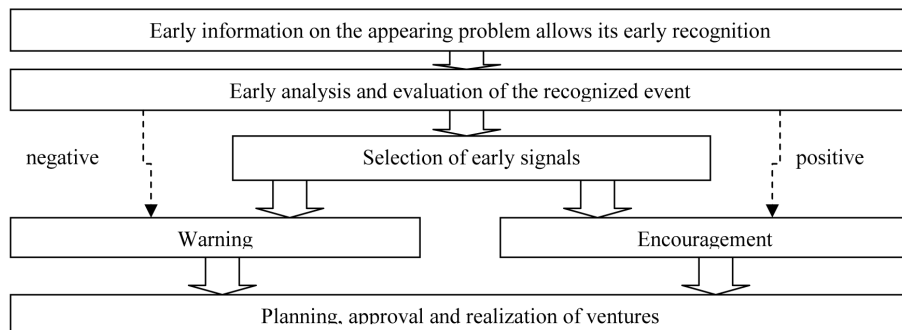 Early information on the appearing problem allows its early recognition
Early analysis and evaluation of the recognized event
negative
Selection of early signals
positive
Warning
Encouragement
Planning, approval and realization of ventures